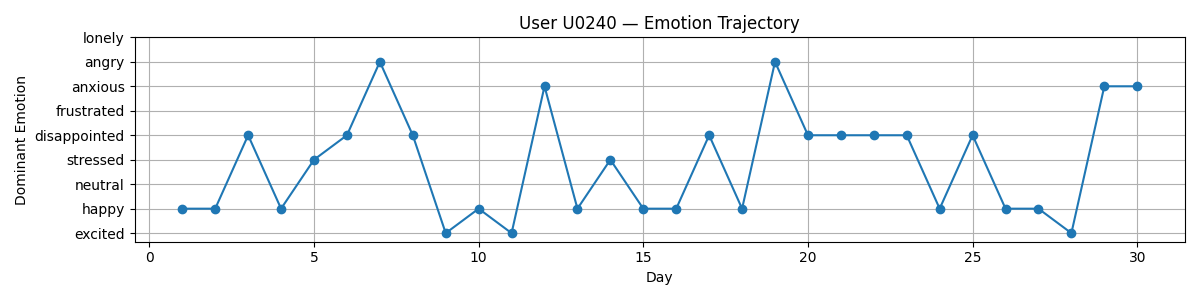 User U0240 — Emotion Trajectory
lonely
angry
anxious
frustrated
disappointed
stressed
neutral
happy
excited
Dominant Emotion
0 5 10 15 20 25 30
Day